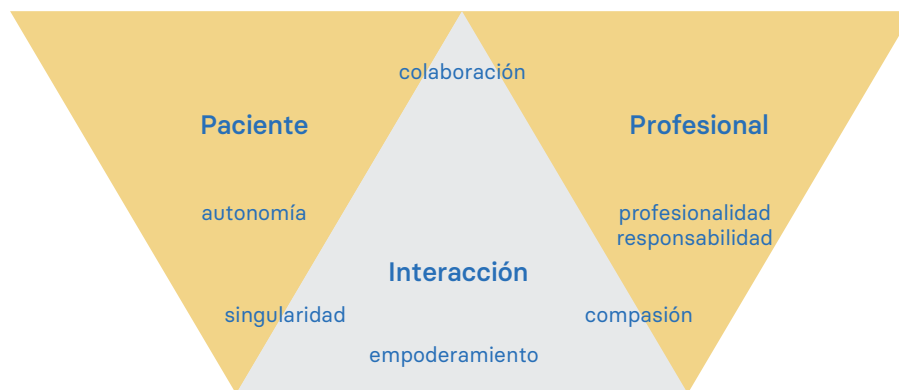 colaboración
Paciente
Profesional
autonomía
profesionalidad
responsabilidad
Interacción
singularidad
compasión
empoderamiento